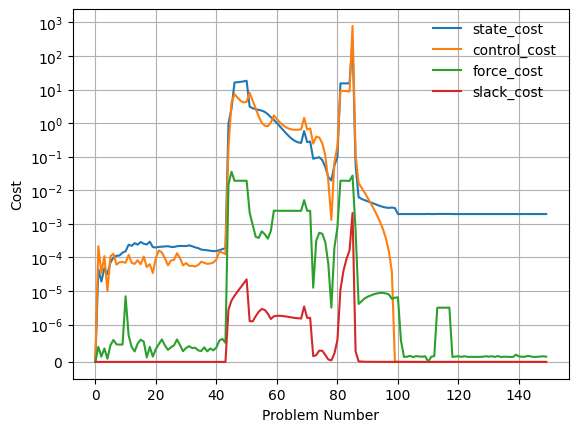 state_cost
control_cost
force_cost
slack_cost
Cost
10³
10²
10¹
10⁰
10⁻¹
10⁻²
10⁻³
10⁻⁴
10⁻⁵
10⁻⁶
0
0 20 40 60 80 100 120 140
Problem Number